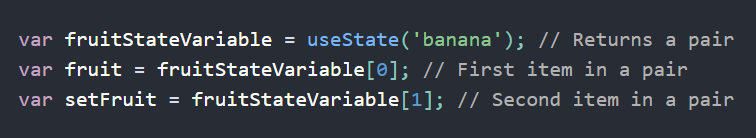 var fruitStateVariable = useState('banana'); // Returns a pair
var fruit = fruitStateVariable[0]; // First item in a pair
var setFruit = fruitStateVariable[1]; // Second item in a pair